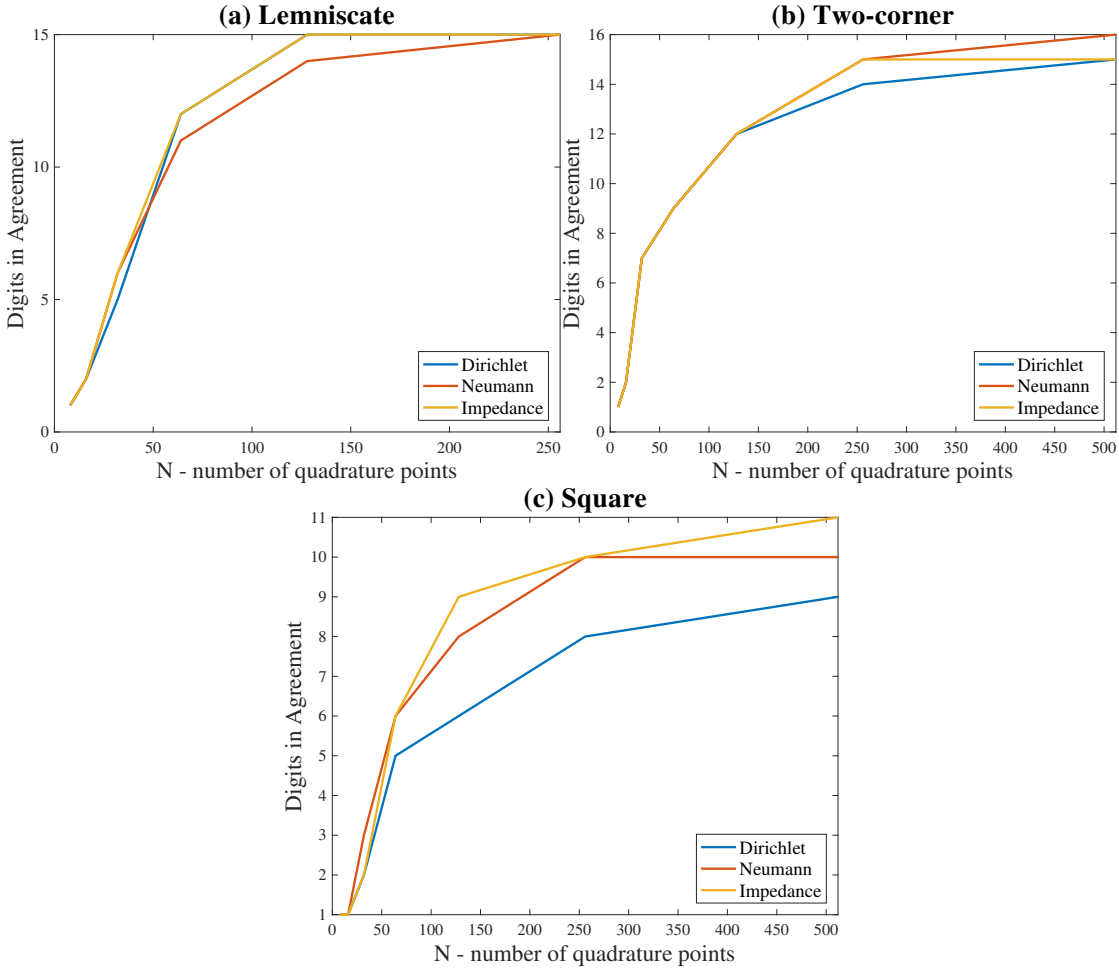 (a) Lemniscate
15
10
5
0
Digits in Agreement
0 50 100 150 200 250
N - number of quadrature points
Dirichlet
Neumann
Impedance
(b) Two-corner
16
14
12
10
8
6
4
2
0
Digits in Agreement
0 50 100 150 200 250 300 350 400 450 500
N - number of quadrature points
Dirichlet
Neumann
Impedance
(c) Square
11
10
9
8
7
6
5
4
3
2
1
Digits in Agreement
0 50 100 150 200 250 300 350 400 450 500
N - number of quadrature points
Dirichlet
Neumann
Impedance